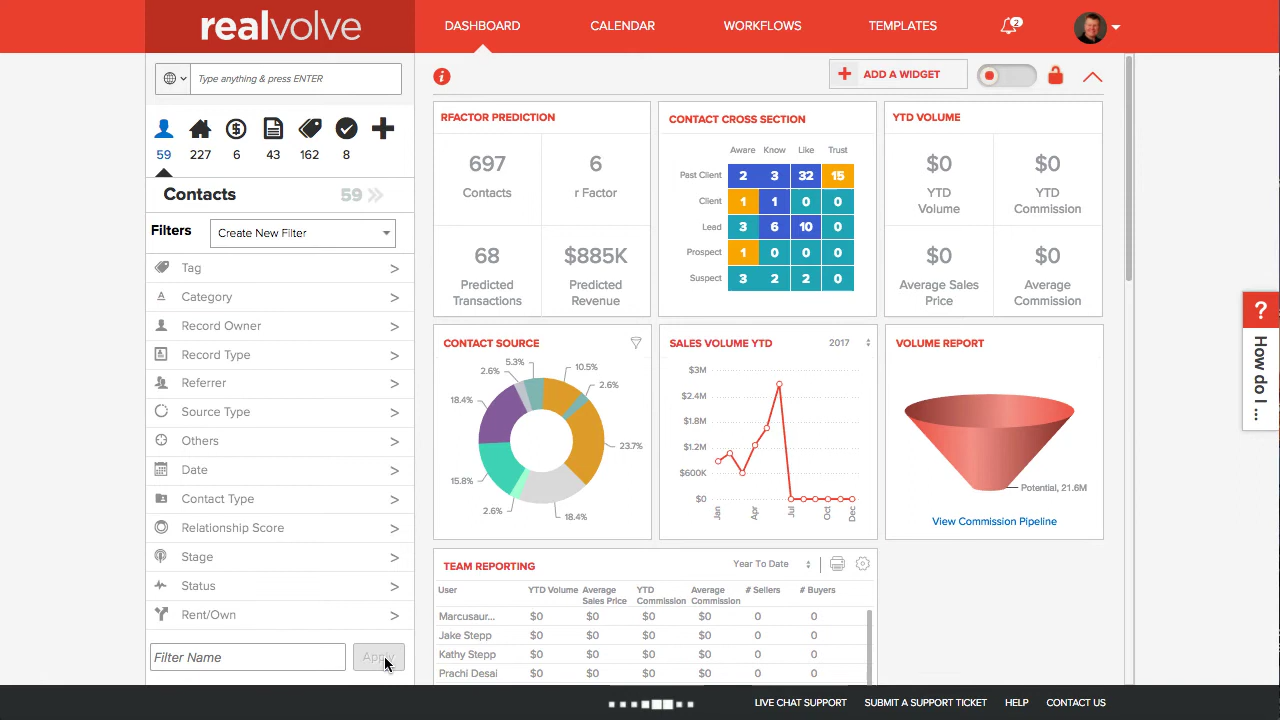 realvolve
DASHBOARD
CALENDAR
WORKFLOWS
TEMPLATES
2
Type anything & press ENTER
59
227
6
43
162
8
Contacts
59
Filters
Create New Filter
Tag
Category
Record Owner
Record Type
Referrer
Source Type
Others
Date
Contact Type
Relationship Score
Stage
Status
Rent/Own
Filter Name
Apply
ADD A WIDGET
RFACTOR PREDICTION
697
Contacts
6
r Factor
68
Predicted
Transactions
$885K
Predicted
Revenue
CONTACT CROSS SECTION
Aware Know Like Trust
Past Client 2 3 32 15
Client 1 1 0 0
Lead 3 6 10 0
Prospect 1 0 0 0
Suspect 3 2 2 0
YTD VOLUME
$0
YTD
Volume
$0
YTD
Commission
$0
Average Sales
Price
$0
Average
Commission
CONTACT SOURCE
5.3%
10.5%
2.6%
2.6%
18.4%
23.7%
15.8%
2.6%
18.4%
SALES VOLUME YTD
2017
$3M
$2.4M
$1.8M
$1.2M
$600K
$0
Jan Apr Jul Oct Dec
VOLUME REPORT
Potential, 21.6M
View Commission Pipeline
TEAM REPORTING
Year To Date
User YTD Volume Average Sales Price YTD Commission Average Commission # Sellers # Buyers
Marcusaur... $0 $0 $0 $0 0 0
Jake Stepp $0 $0 $0 $0 0 0
Kathy Stepp $0 $0 $0 $0 0 0
Prachi Desai $0 $0 $0 $0 0 0
?
How do I ...
LIVE CHAT SUPPORT
SUBMIT A SUPPORT TICKET
HELP
CONTACT US